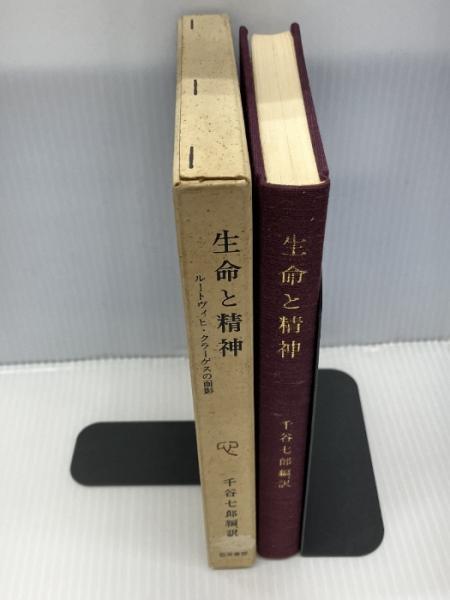 生命と精神
ルートヴィヒ・クラーゲスの面影
千谷七郎編訳
生命と精神
千谷七郎編訳